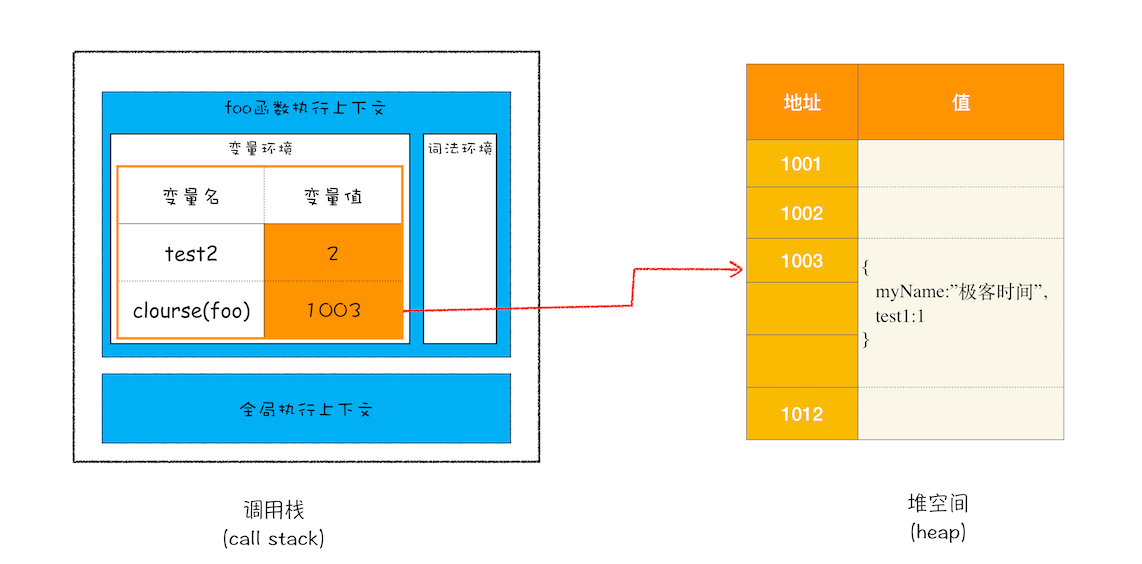 foo函数执行上下文
变量环境
词法环境
变量名 变量值
test2 2
clourse(foo) 1003
全局执行上下文
调用栈
(call stack)
地址 值
1001
1002
1003
{
myName:”极客时间”,
test1:1
}
1012
堆空间
(heap)